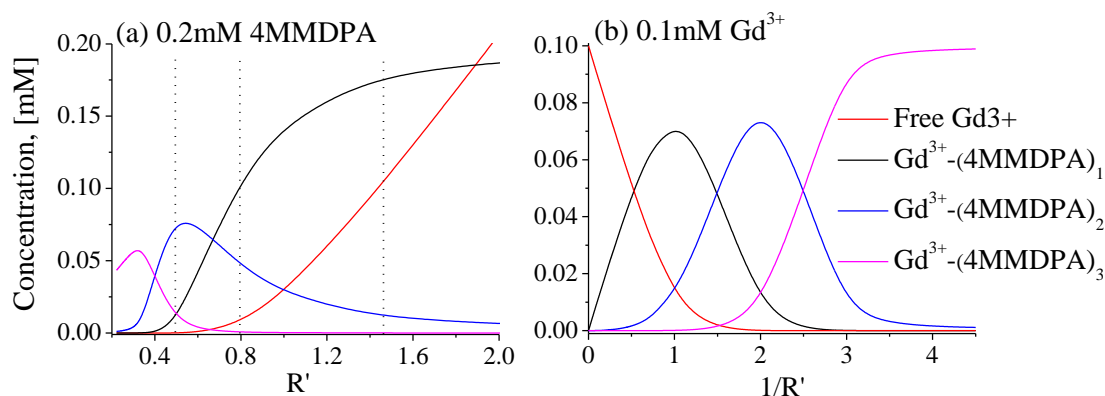 (a) 0.2mM 4MMDPA
Concentration, [mM]
0.20
0.15
0.10
0.05
0.00
0.4 0.8 1.2 1.6 2.0
R'
(b) 0.1mM Gd³⁺
0.10
0.08
0.06
0.04
0.02
0.00
0 1 2 3 4
1/R'
Free Gd3+
Gd³⁺-(4MMDPA)₁
Gd³⁺-(4MMDPA)₂
Gd³⁺-(4MMDPA)₃